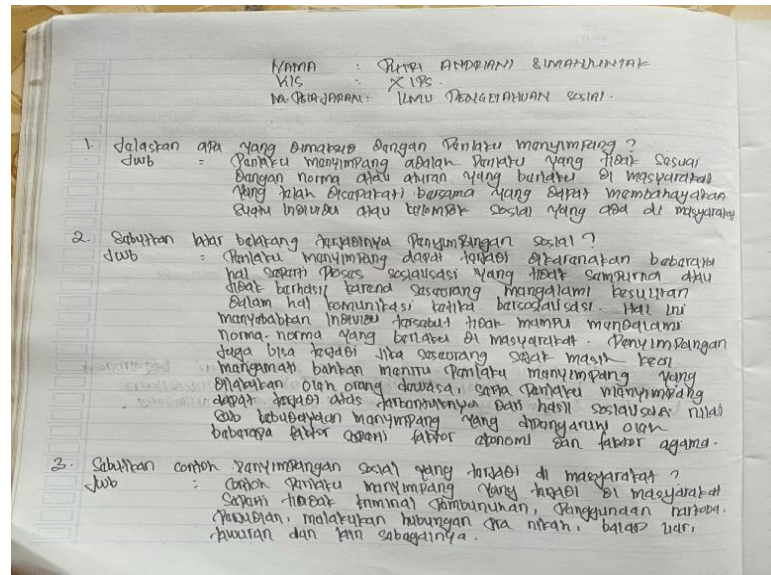 NAMA : PUTRI ANDRIANI SIMANJUNTAK
Kls : X IPS.
M. PELAJARAN : ILMU PENGETAHUAN SOSIAL.
1. Jelaskan apa yang dimaksud dengan Perilaku menyimpang ?
Jwb : Perilaku menyimpang adalah Perilaku yang tidak sesuai
dengan norma atau aturan yang berlaku di masyarakat
yang telah disepakati bersama yang dapat membahayakan
suatu individu atau kelompok sosial yang ada di masyarakat
2. Sebutkan latar belakang terjadinya Penyimpangan sosial ?
Jwb : Perilaku menyimpang dapat terjadi dikarenakan beberapa
hal seperti Proses sosialisasi yang tidak sempurna atau
tidak berhasil karena seseorang mengalami kesulitan
dalam hal komunikasi ketika bersosialisasi. Hal ini
menyebabkan individu tersebut tidak mampu mendalami
norma-norma yang berlaku di masyarakat. Penyimpangan
Juga bisa terjadi jika seseorang sejak masih kecil
mengamati bahkan meniru Perilaku menyimpang yang
dilakukan oleh orang dewasa, serta Perilaku menyimpang
dapat terjadi atas terbentuknya dari hasil sosialisasi nilai
sub kebudayaan menyimpang yang dipengaruhi oleh
beberapa faktor seperti faktor ekonomi dan faktor agama.
3. Sebutkan contoh Penyimpangan sosial yang terjadi di masyarakat ?
Jwb : Contoh Perilaku menyimpang yang terjadi di masyarakat
seperti tindak kriminal Pembunuhan, Penggunaan narkoba,
Perjudian, melakukan hubungan Pra nikah, balap liar,
tawuran dan lain sebagainya.